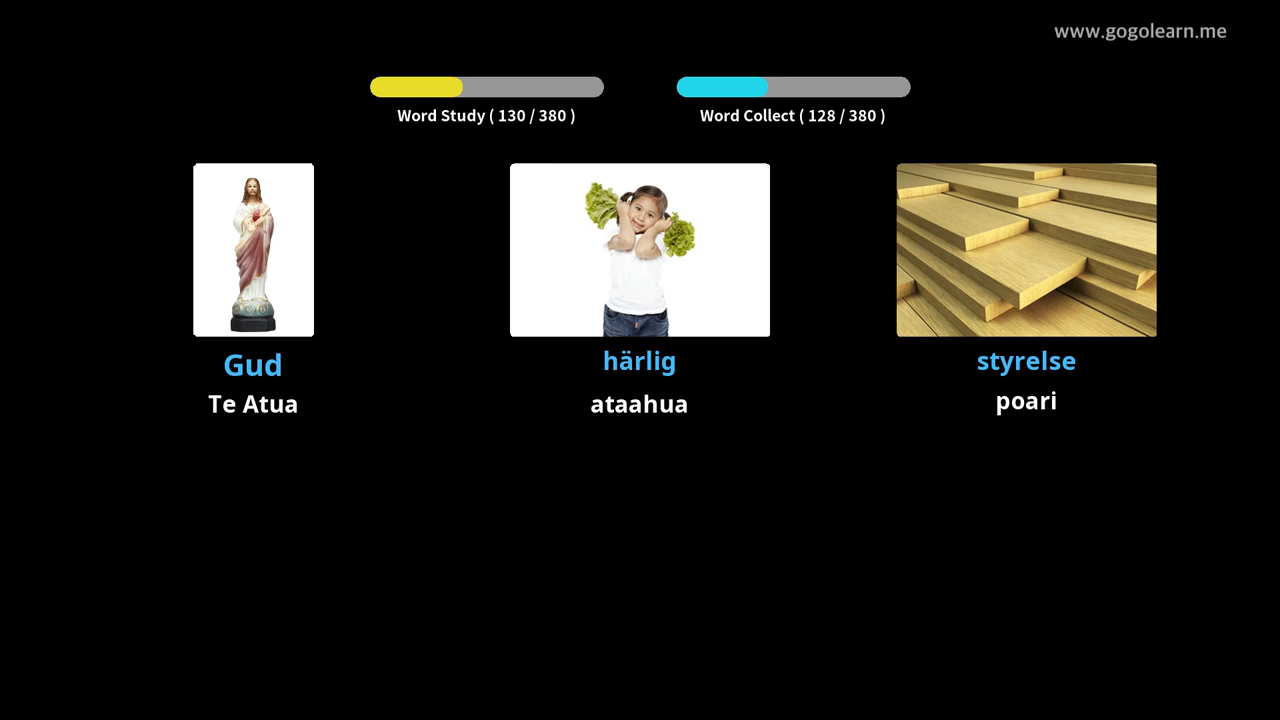 www.gogolearn.me
Word Study ( 130 / 380 )
Word Collect ( 128 / 380 )
Gud
härlig
styrelse
Te Atua
ataahua
poari